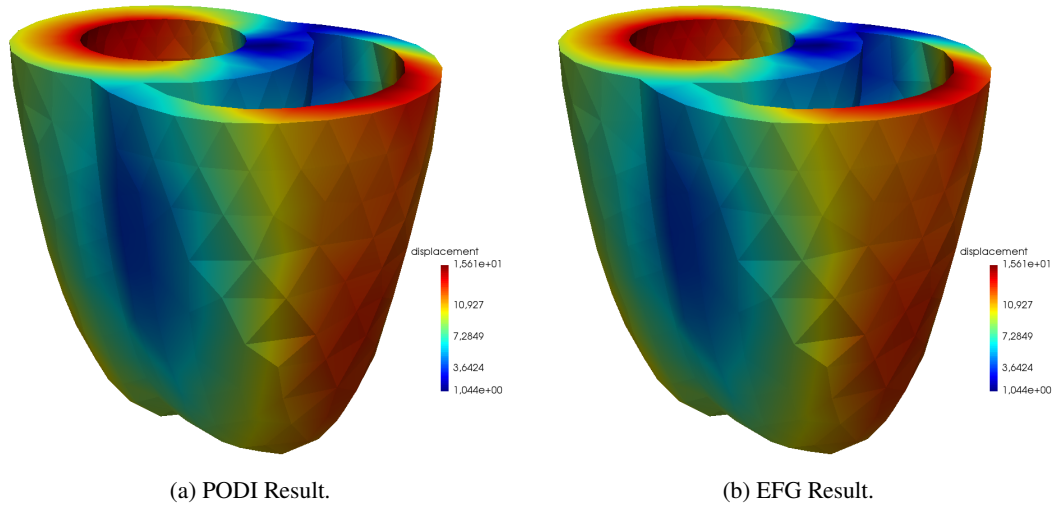 displacement
1,561e+01
10,927
7,2849
3,6424
1,044e+00
displacement
1,561e+01
10,927
7,2849
3,6424
1,044e+00
(a) PODI Result.
(b) EFG Result.